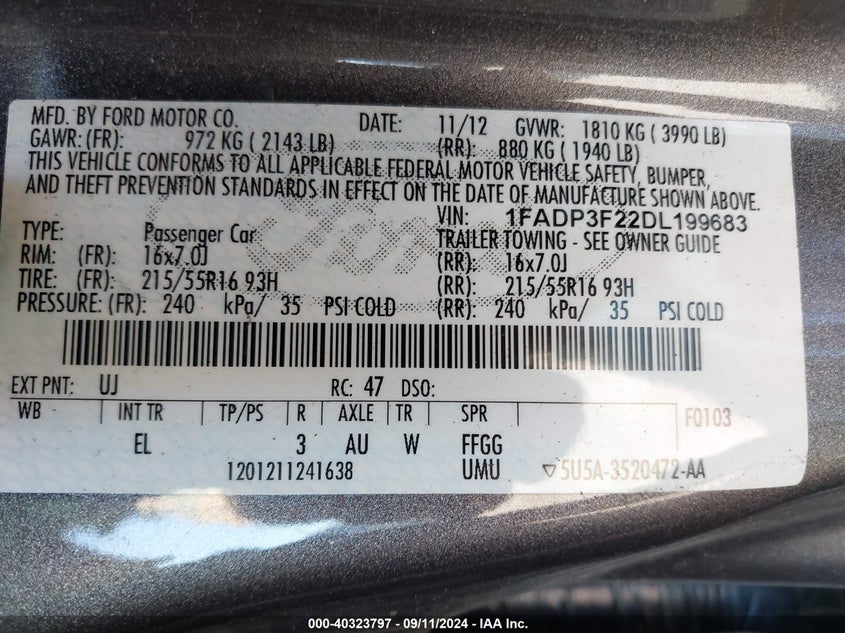 MFD. BY FORD MOTOR CO. DATE: 11/12 GVWR: 1810 KG ( 3990 LB)
GAWR: (FR): 972 KG ( 2143 LB) (RR): 880 KG ( 1940 LB)
THIS VEHICLE CONFORMS TO ALL APPLICABLE FEDERAL MOTOR VEHICLE SAFETY, BUMPER,
AND THEFT PREVENTION STANDARDS IN EFFECT ON THE DATE OF MANUFACTURE SHOWN ABOVE.
VIN: 1FADP3F22DL199683
TYPE: Passenger Car TRAILER TOWING - SEE OWNER GUIDE
RIM: (FR): 16x7.0J (RR): 16x7.0J
TIRE: (FR): 215/55R16 93H (RR): 215/55R16 93H
PRESSURE: (FR): 240 kPa/ 35 PSI COLD (RR): 240 kPa/ 35 PSI COLD
EXT PNT: UJ RC: 47 DSO:
WB INT TR TP/PS R AXLE TR SPR F0103
EL 3 AU W FFGG
1201211241638 UMU ▽5U5A-3520472-AA
000-40323797 - 09/11/2024 - IAA Inc.